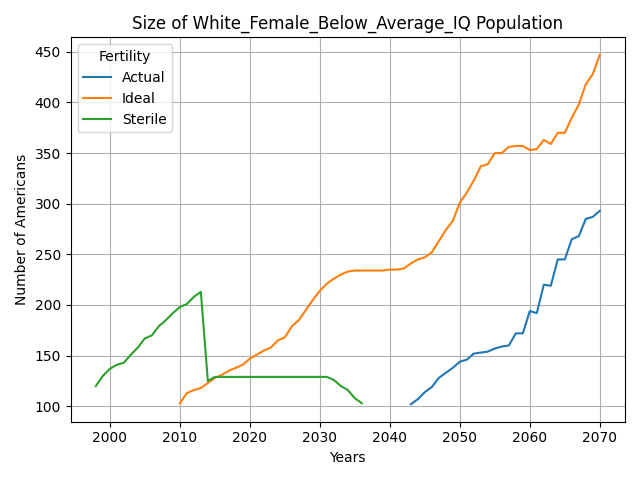 Size of White_Female_Below_Average_IQ Population
Fertility
Actual
Ideal
Sterile
Number of Americans
450
400
350
300
250
200
150
100
2000 2010 2020 2030 2040 2050 2060 2070
Years